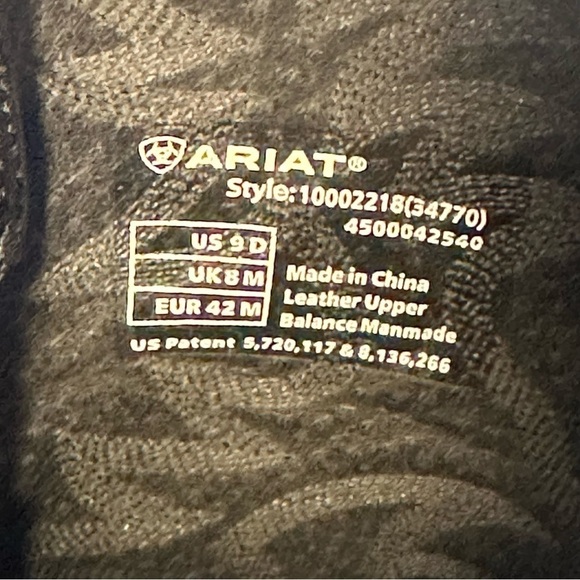 ARIAT®
Style:10002218(34770)
4500042540
US 9 D
UK 8 M
EUR 42 M
Made in China
Leather Upper
Balance Manmade
US Patent 5,720,117 & 8,136,266